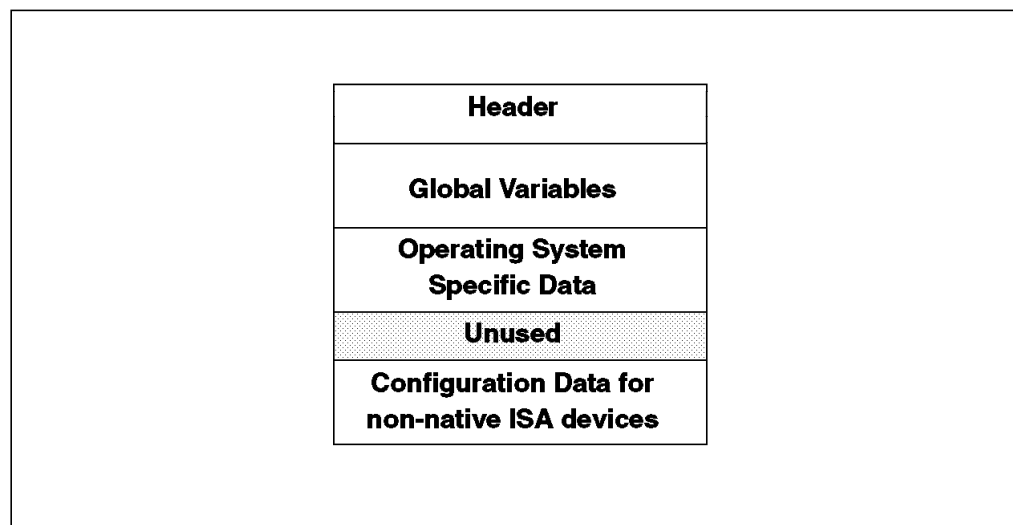 Header
Global Variables
Operating System
Specific Data
Unused
Configuration Data for
non-native ISA devices